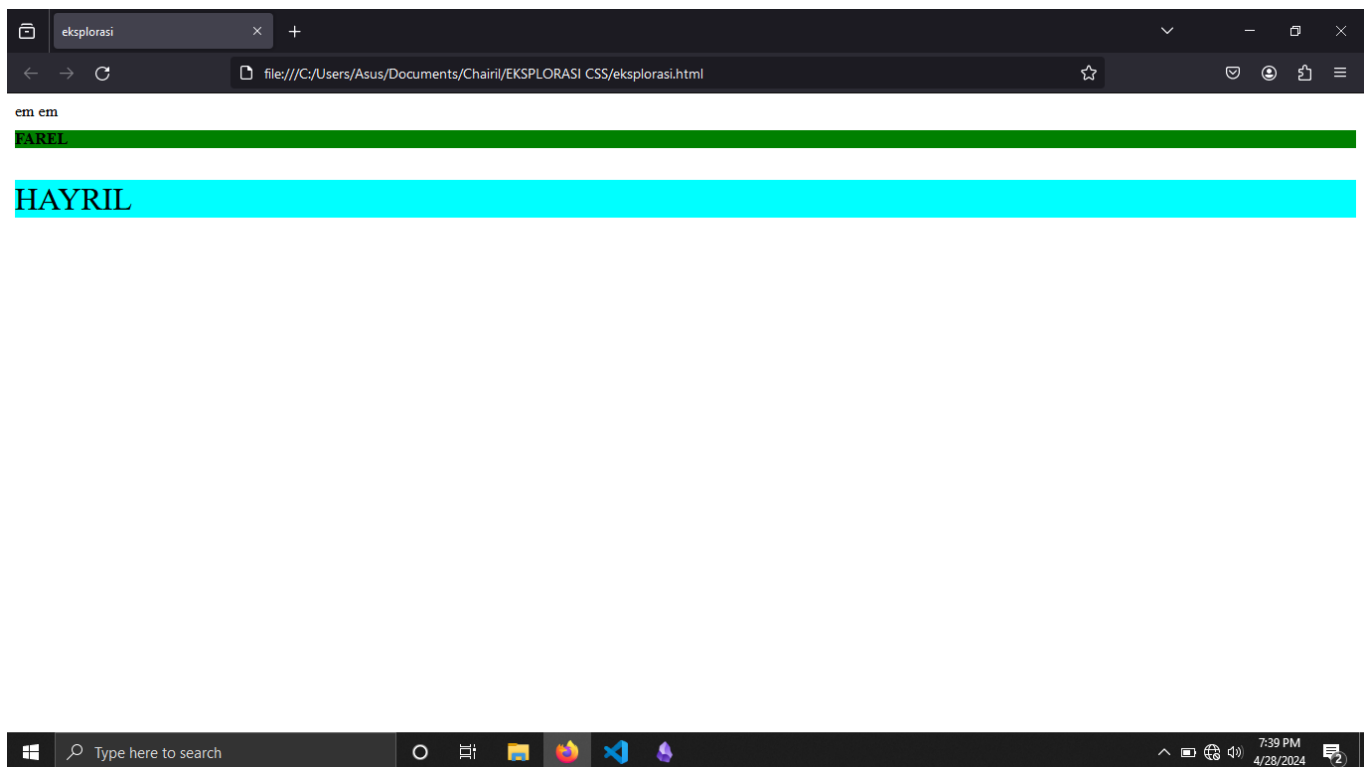 eksplorasi
file:///C:/Users/Asus/Documents/Chairil/EKSPLORASI CSS/eksplorasi.html
em em
FAREL
HAYRIL
Type here to search
7:39 PM
4/28/2024
2